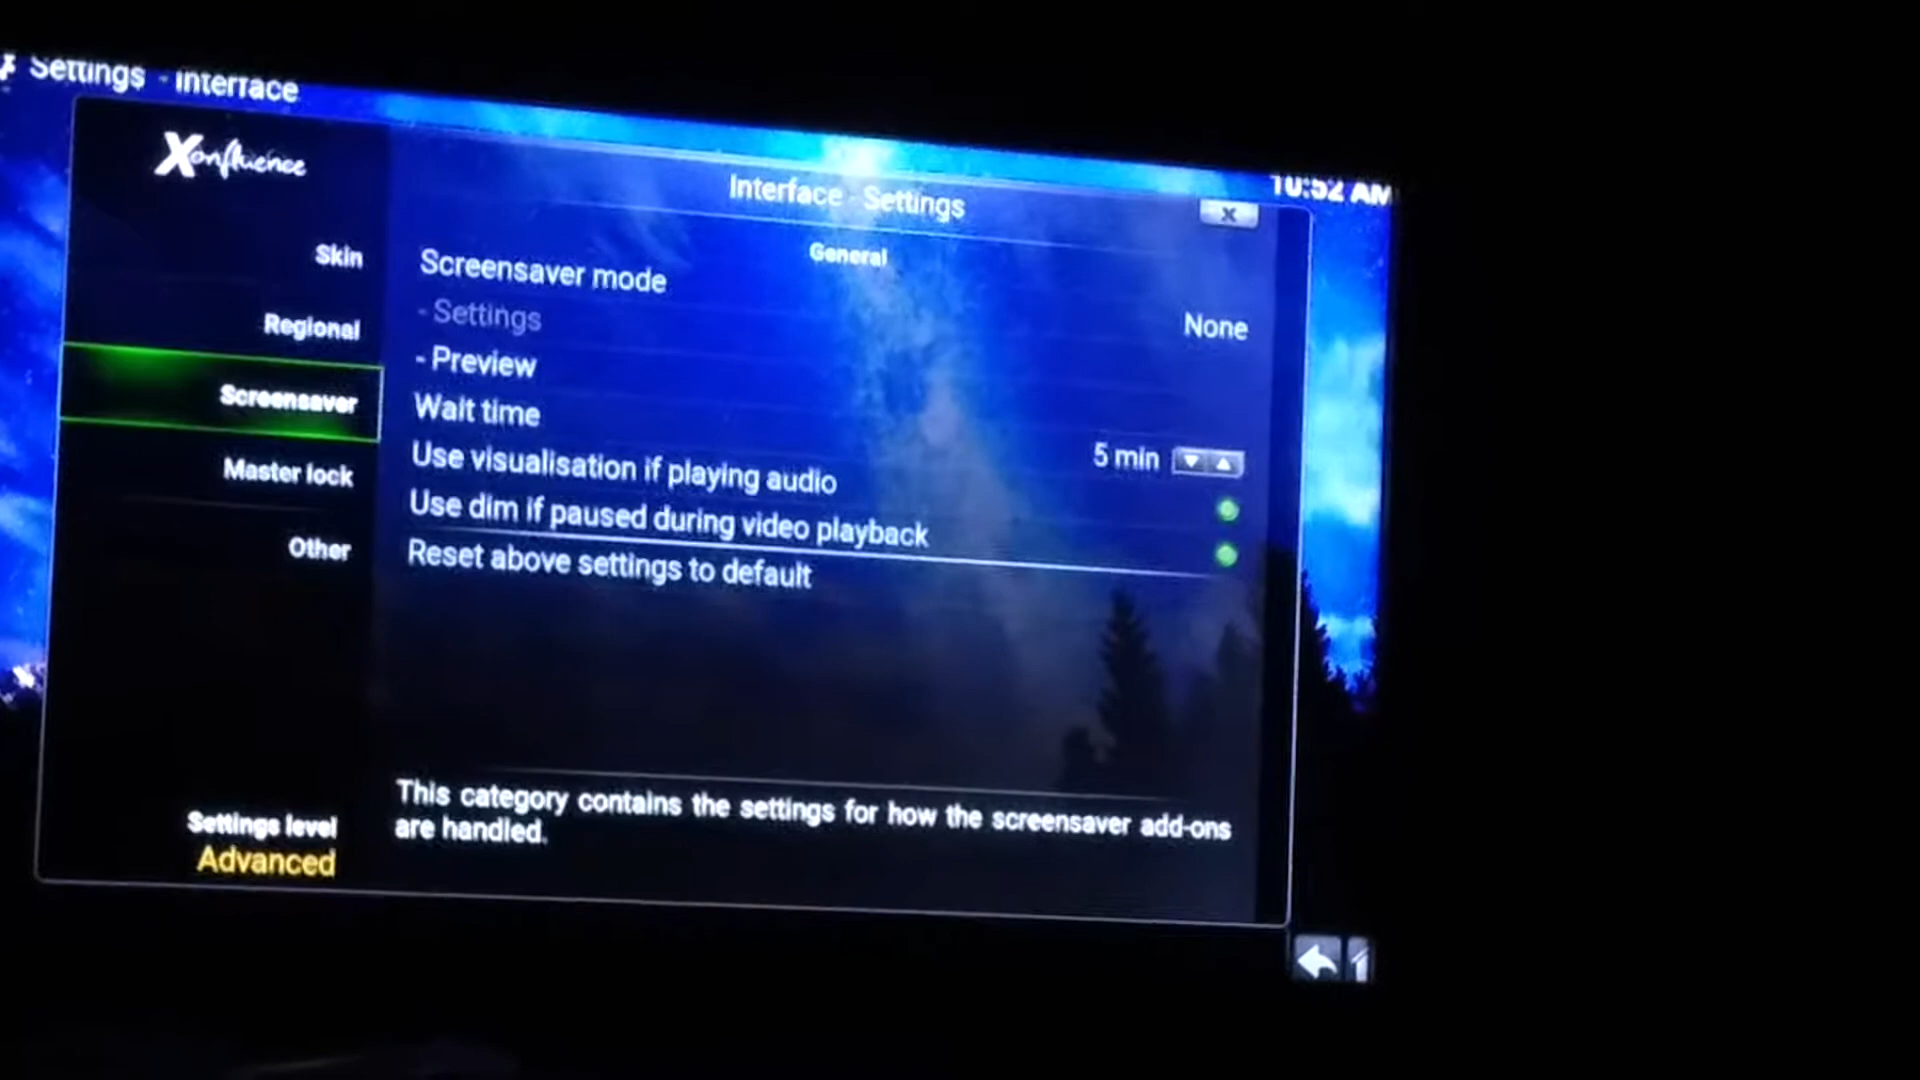 Settings - Interface
10:52 AM
Xonfluence
Interface - Settings
Skin
Regional
Screensaver
Master lock
Other
General
Screensaver mode
None
- Settings
- Preview
Wait time
5 min
Use visualisation if playing audio
Use dim if paused during video playback
Reset above settings to default
This category contains the settings for how the screensaver add-ons
are handled.
Settings level
Advanced